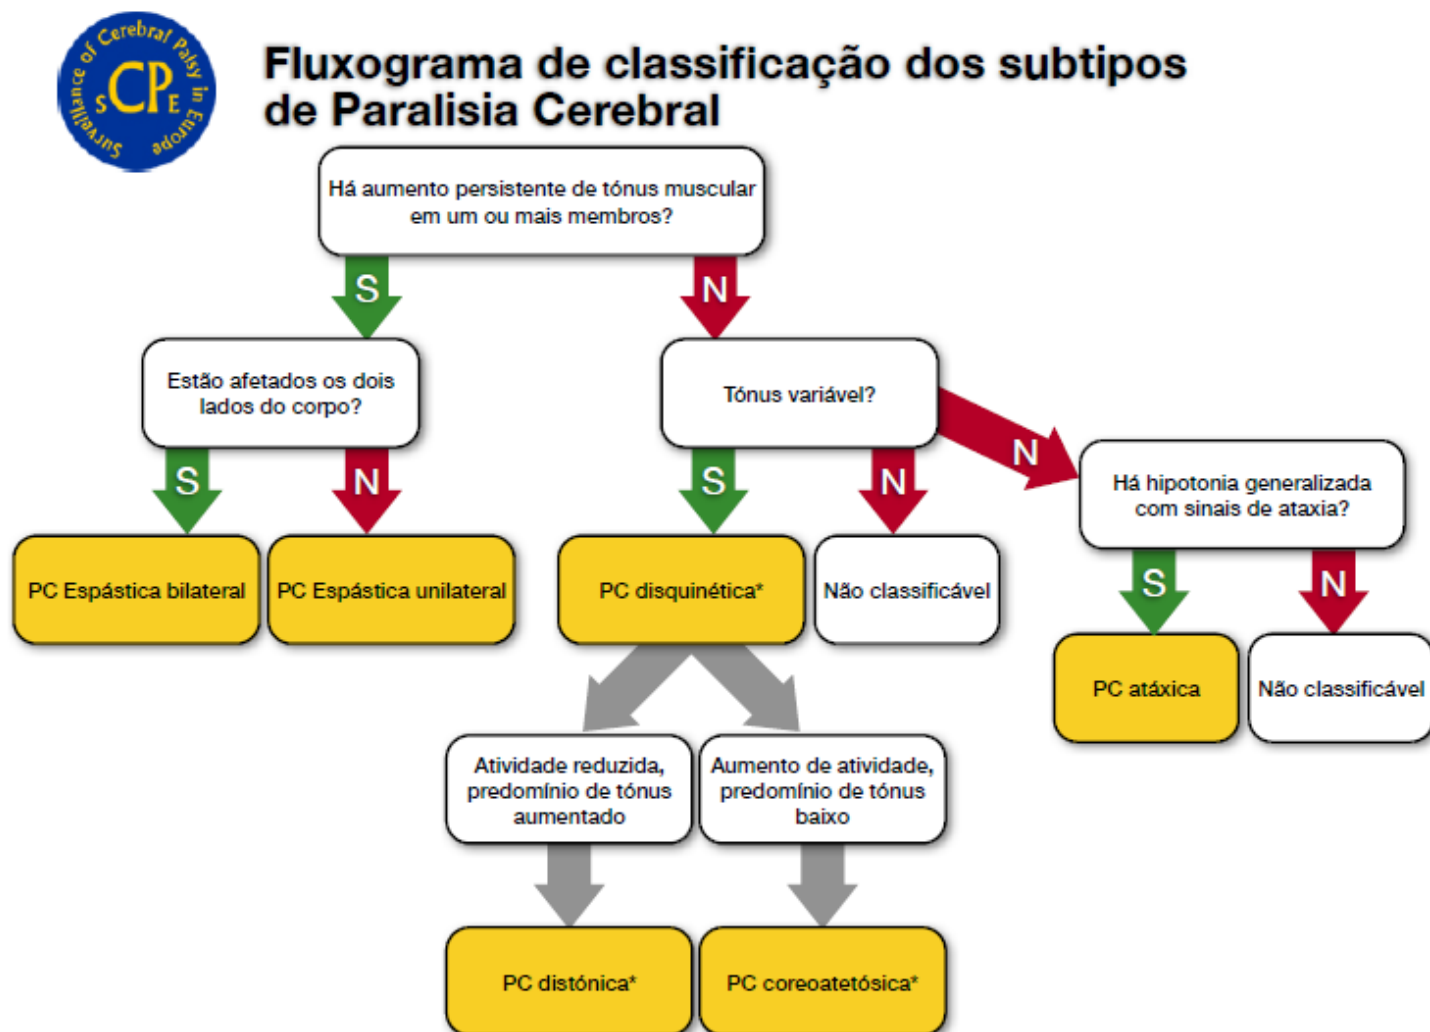 Surveillance of Cerebral Palsy in Europe
SCPE
Fluxograma de classificação dos subtipos
de Paralisia Cerebral
Há aumento persistente de tónus muscular
em um ou mais membros?
S
N
Estão afetados os dois
lados do corpo?
Tónus variável?
S
N
S
N
N
Há hipotonia generalizada
com sinais de ataxia?
PC Espástica bilateral
PC Espástica unilateral
PC disquinética*
Não classificável
S
N
PC atáxica
Não classificável
Atividade reduzida,
predomínio de tónus
aumentado
Aumento de atividade,
predomínio de tónus
baixo
PC distónica*
PC coreoatetósica*